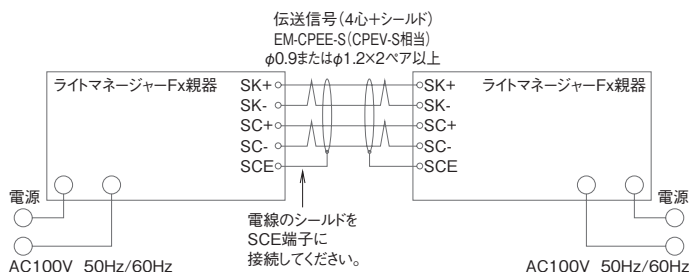 伝送信号(4心+シールド)
EM-CPEE-S(CPEV-S相当)
φ0.9またはφ1.2×2ペア以上
ライトマネージャーFx親器
SK+
SK-
SC+
SC-
SCE
SK+
SK-
SC+
SC-
SCE
ライトマネージャーFx親器
電源
AC100V 50Hz/60Hz
電線のシールドを
SCE端子に
接続してください。
電源
AC100V 50Hz/60Hz